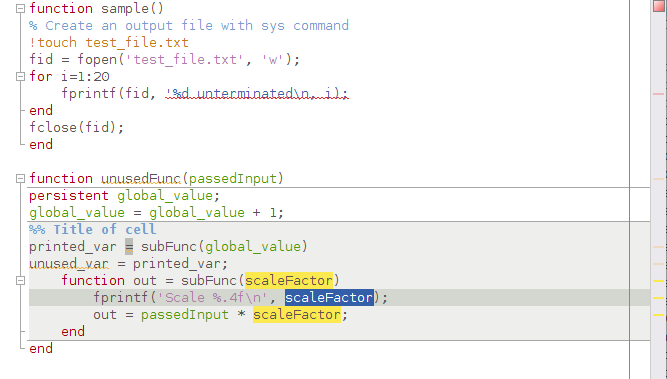 function sample()
% Create an output file with sys command
!touch test_file.txt
fid = fopen('test_file.txt', 'w');
for i=1:20
    fprintf(fid, '%d unterminated\n, i);
end
fclose(fid);
end

function unusedFunc(passedInput)
persistent global_value;
global_value = global_value + 1;
%% Title of cell
printed_var = subFunc(global_value)
unused_var = printed_var;
    function out = subFunc(scaleFactor)
        fprintf('Scale %.4f\n', scaleFactor);
        out = passedInput * scaleFactor;
    end
end